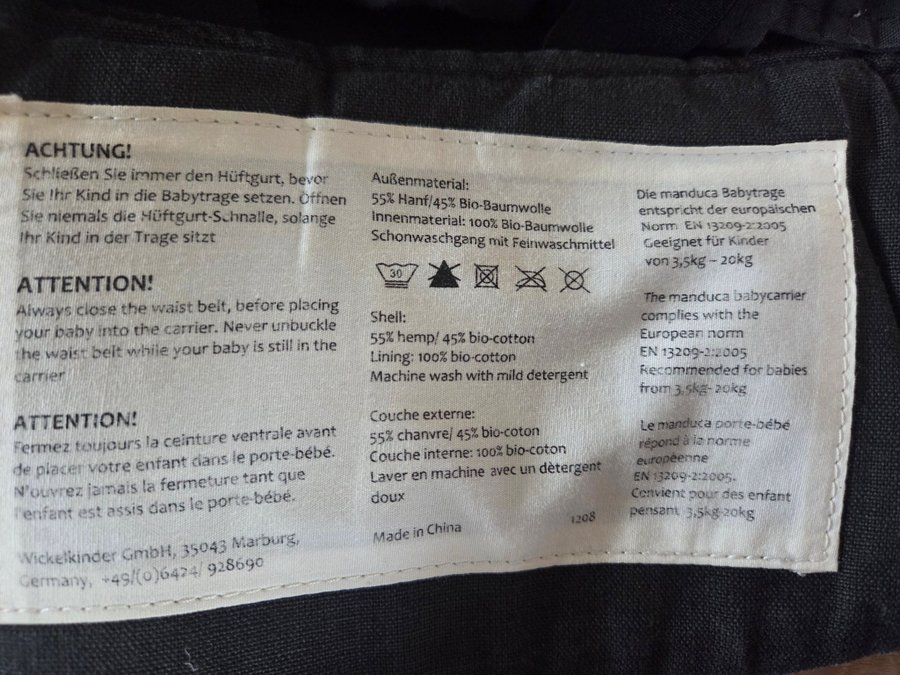 ACHTUNG!
Schließen Sie immer den Hüftgurt, bevor
Sie Ihr Kind in die Babytrage setzen. Öffnen
Sie niemals die Hüftgurt-Schnalle, solange
Ihr Kind in der Trage sitzt
ATTENTION!
Always close the waist belt, before placing
your baby into the carrier. Never unbuckle
the waist belt while your baby is still in the
carrier
ATTENTION!
Fermez toujours la ceinture ventrale avant
de placer votre enfant dans le porte-bébé.
N'ouvrez jamais la fermeture tant que
l'enfant est assis dans le porte-bébé.
Wickelkinder GmbH, 35043 Marburg,
Germany, +49/(0)6424/ 928690
Außenmaterial:
55% Hanf/45% Bio-Baumwolle
Innenmaterial: 100% Bio-Baumwolle
Schonwaschgang mit Feinwaschmittel
30
Shell:
55% hemp/ 45% bio-cotton
Lining: 100% bio-cotton
Machine wash with mild detergent
Couche externe:
55% chanvre/ 45% bio-coton
Couche interne: 100% bio-coton
Laver en machine avec un dètergent
doux
Made in China
1208
Die manduca Babytrage
entspricht der europäischen
Norm EN 13209-2:2005
Geeignet für Kinder
von 3,5kg – 20kg
The manduca babycarrier
complies with the
European norm
EN 13209-2:2005
Recommended for babies
from 3,5kg- 20kg
Le manduca porte-bébé
répond à la norme
européenne
EN 13209-2:2005.
Convient pour des enfant
pensant 3,5kg-20kg